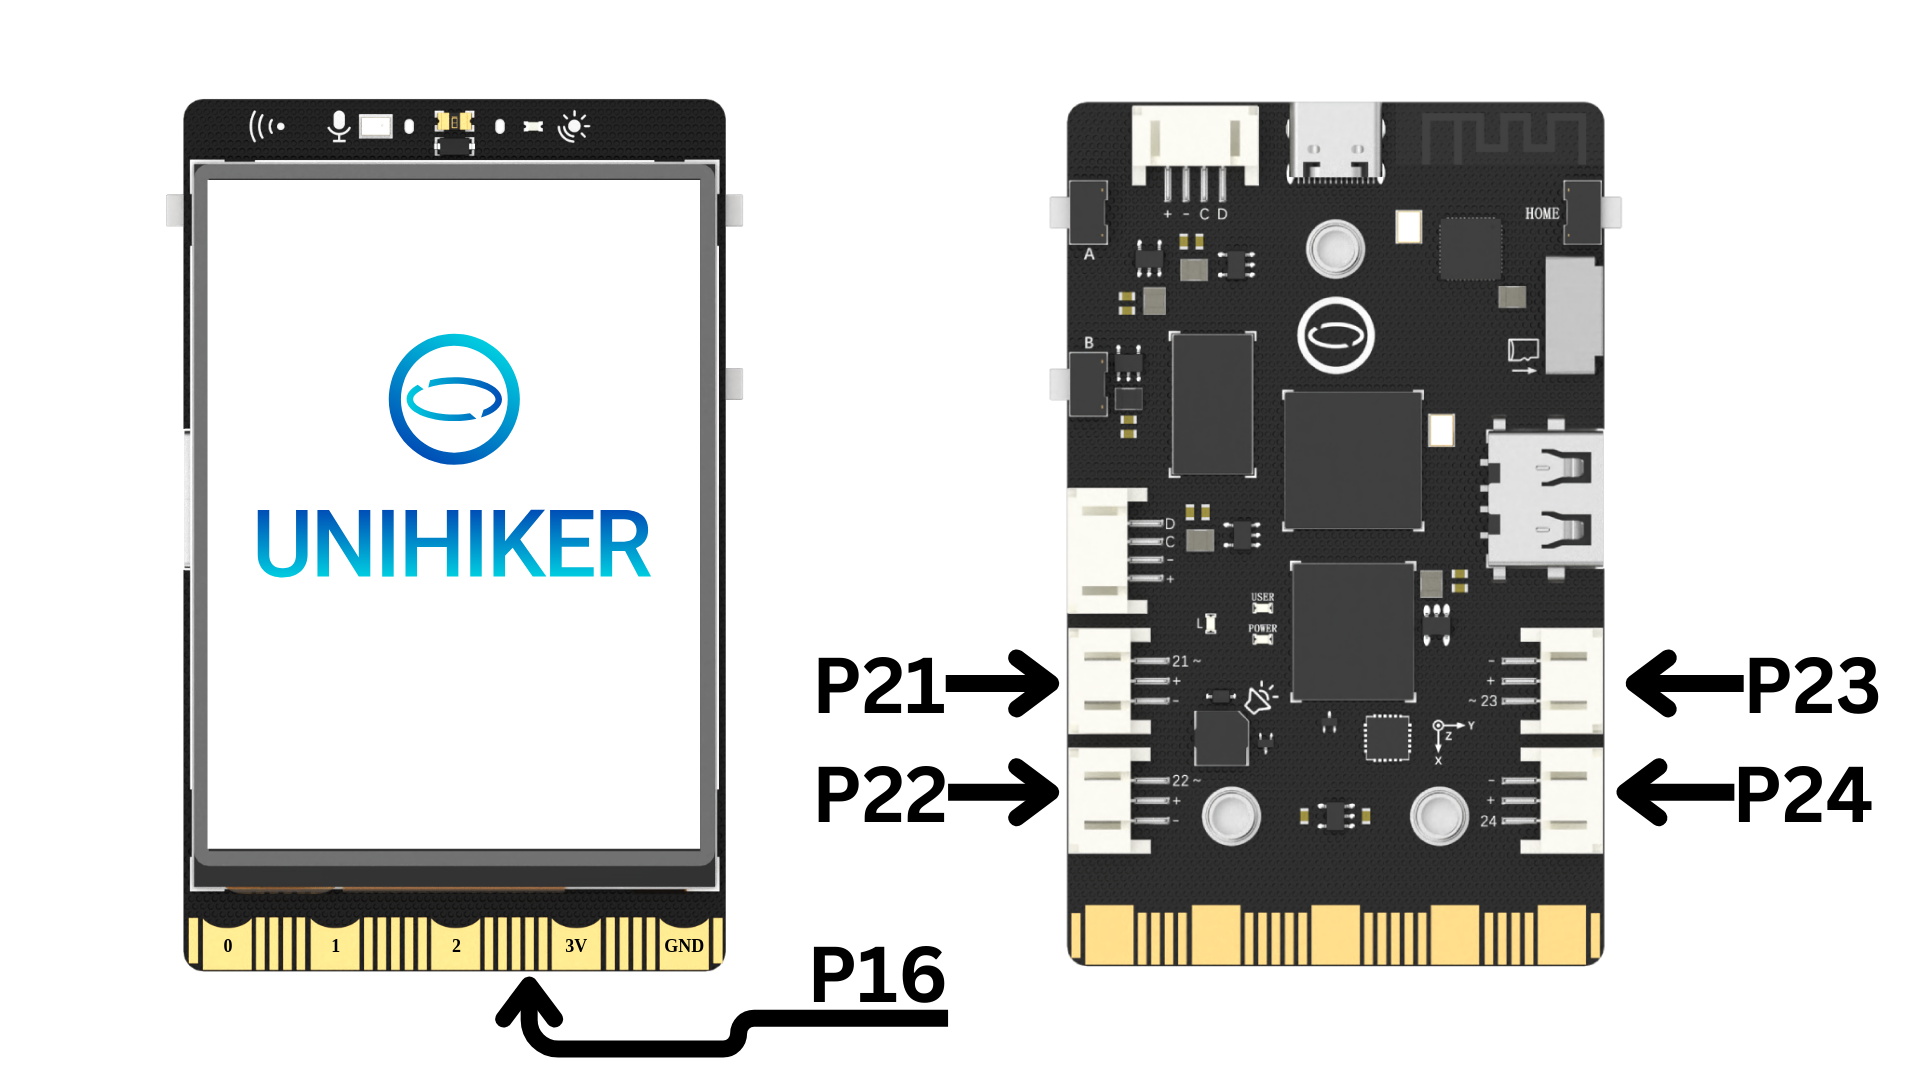 UNIHIKER
0 1 2 3V GND
P16
+ - C D
A
HOME
B
D
C
-
+
USER
L
POWER
P21
21 ~
+
-
P22
22 ~
+
-
-
+
~ 23
P23
Y
Z
X
-
+
24
P24